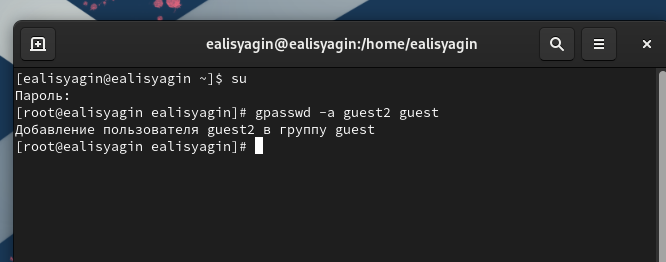 ealisyagin@ealisyagin:/home/ealisyagin
[ealisyagin@ealisyagin ~]$ su
Пароль:
[root@ealisyagin ealisyagin]# gpasswd -a guest2 guest
Добавление пользователя guest2 в группу guest
[root@ealisyagin ealisyagin]#